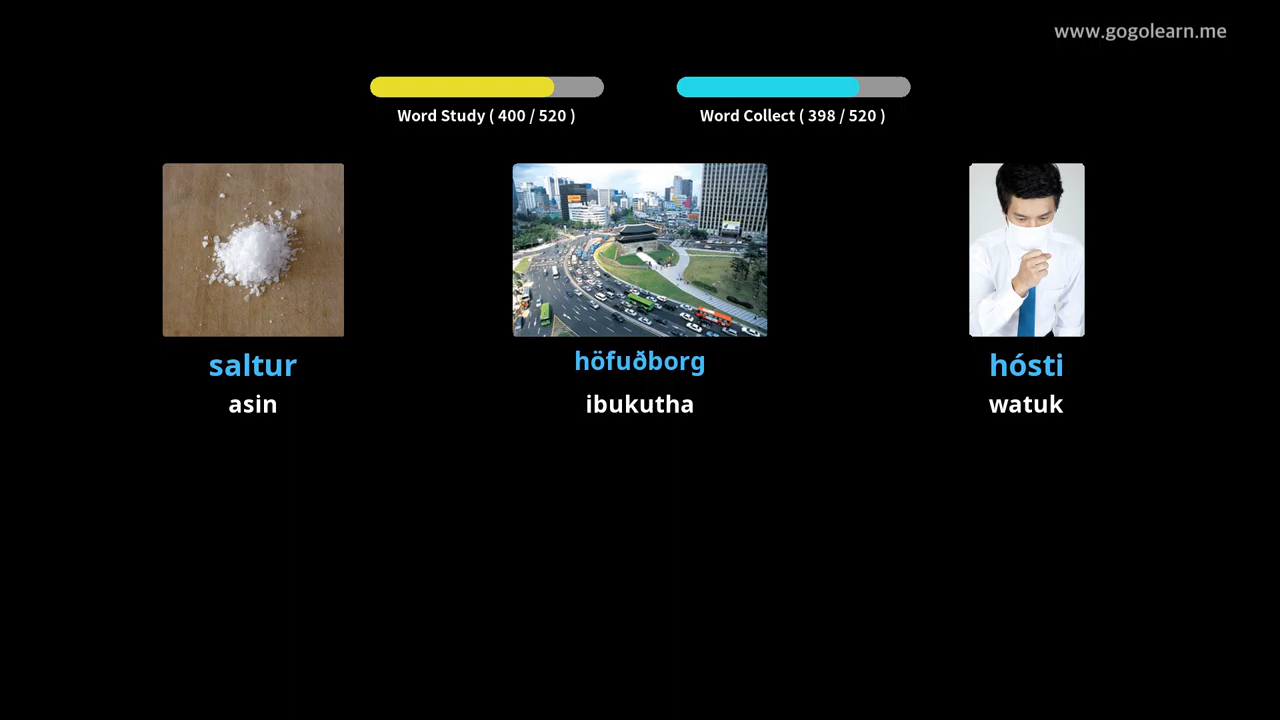 www.gogolearn.me
Word Study ( 400 / 520 )
Word Collect ( 398 / 520 )
saltur
höfuðborg
hósti
asin
ibukutha
watuk